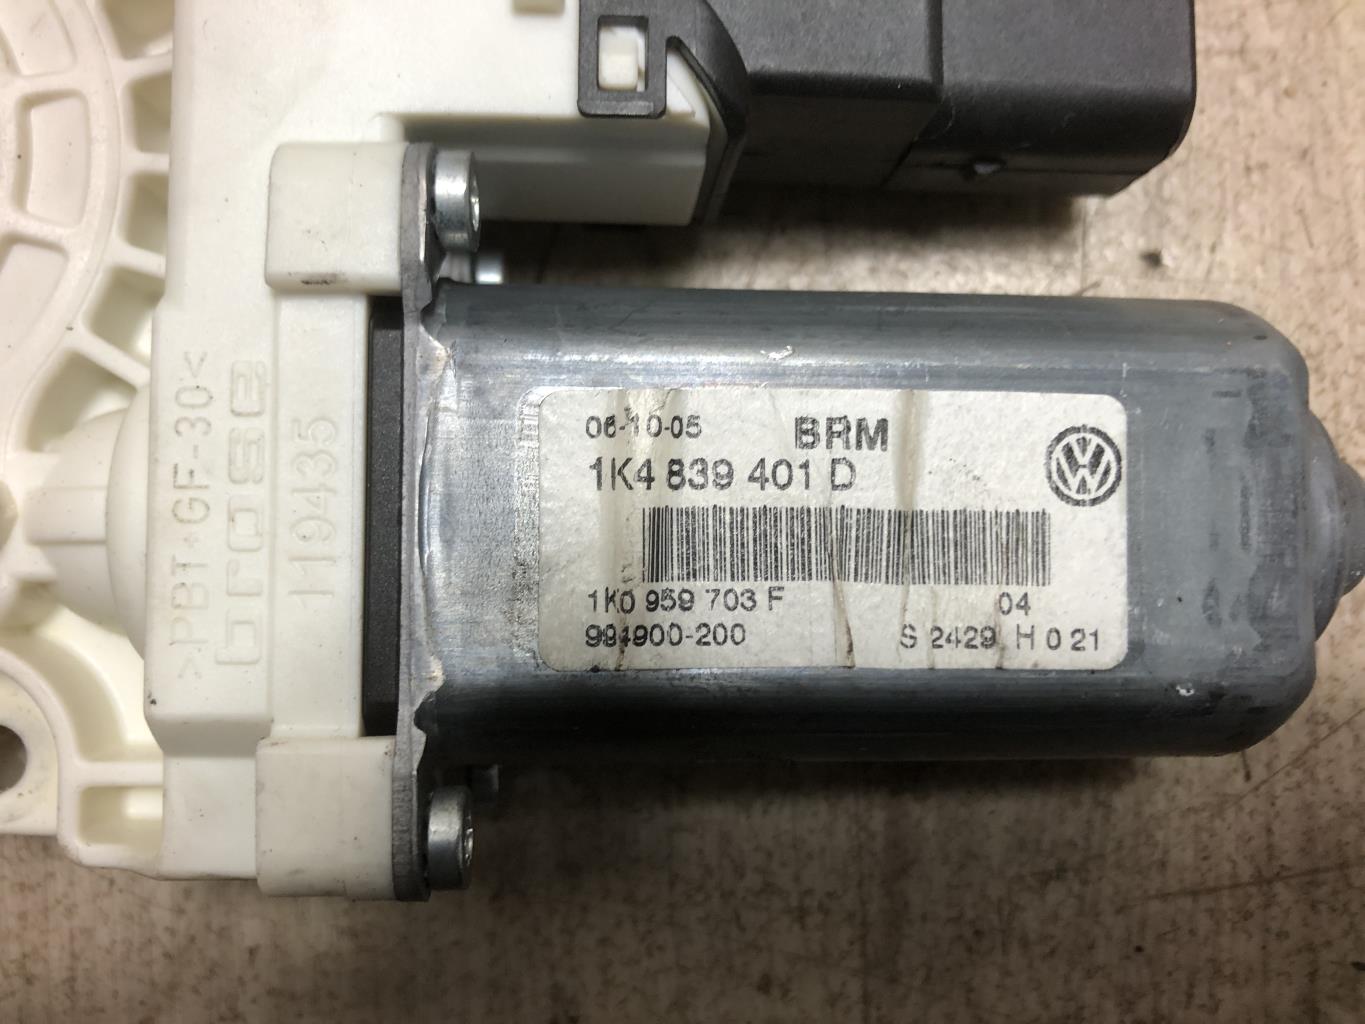 >PBT+GF-30<
brose
119435
06-10-05 BRM
1K4 839 401 D
1K0 959 703 F 04
994900-200 S 2429 H 0 21